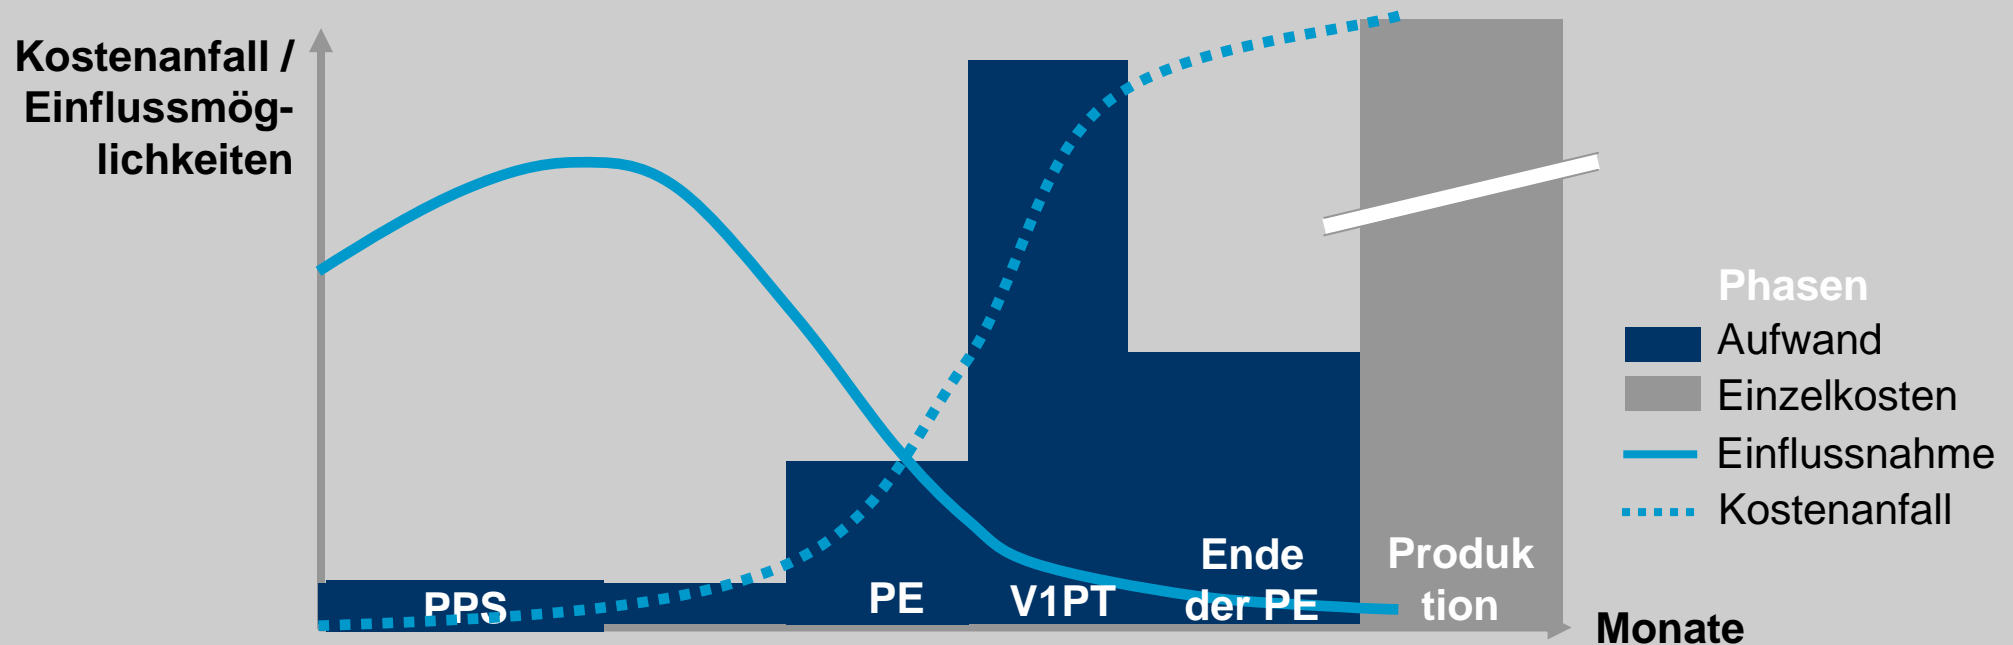 Kostenanfall /
Einflussmög-
lichkeiten
PPS
PE
V1PT
Ende
der PE
Produk
tion
Monate
Phasen
Aufwand
Einzelkosten
Einflussnahme
Kostenanfall